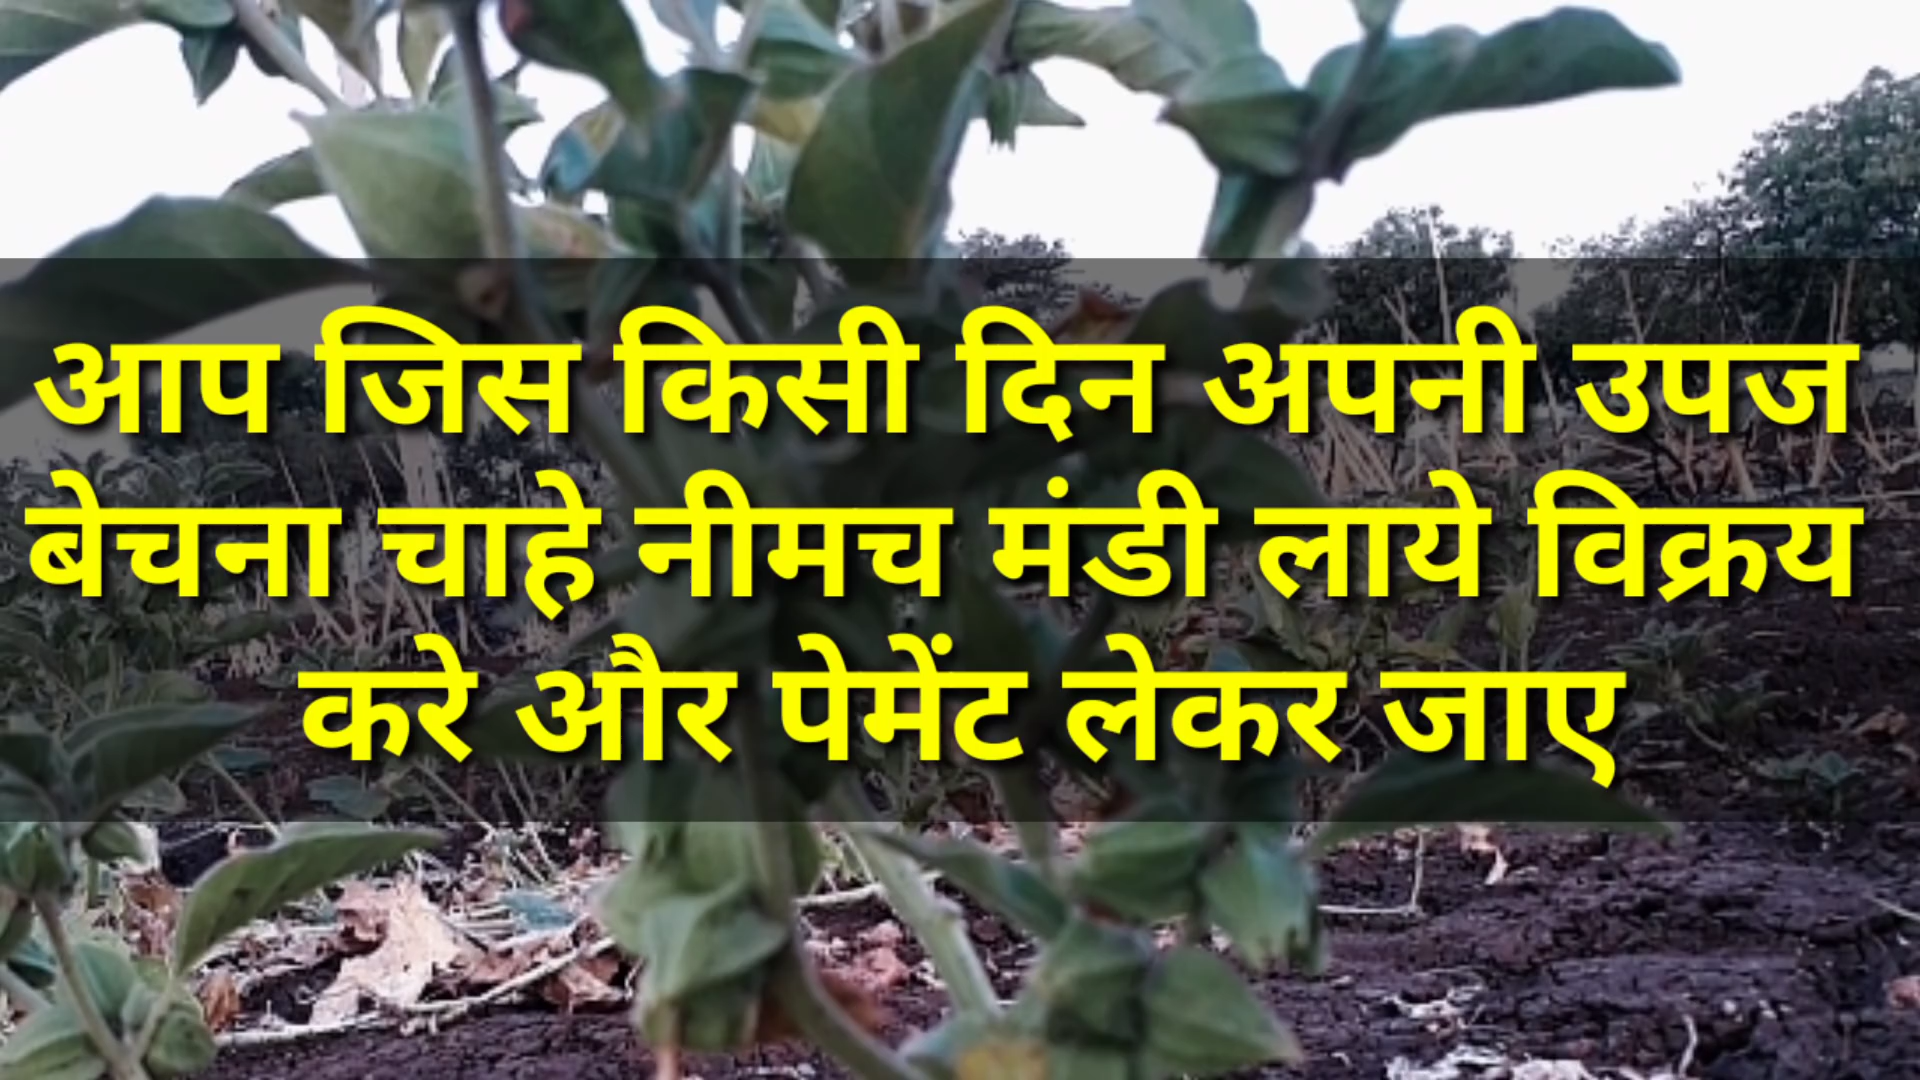 आप जिस किसी दिन अपनी उपज
बेचना चाहे नीमच मंडी लाये विक्रय
करे और पेमेंट लेकर जाए